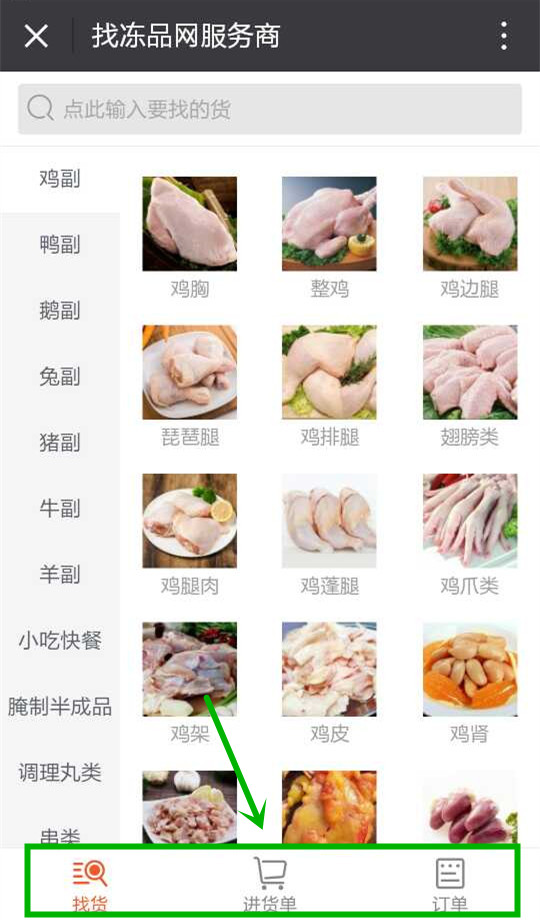 找冻品网服务商
点此输入要找的货
鸡副
鸭副
鹅副
兔副
猪副
牛副
羊副
小吃快餐
腌制半成品
调理丸类
串类
鸡胸
整鸡
鸡边腿
琵琶腿
鸡排腿
翅膀类
鸡腿肉
鸡蓬腿
鸡爪类
鸡架
鸡皮
鸡肾
找货
进货单
订单